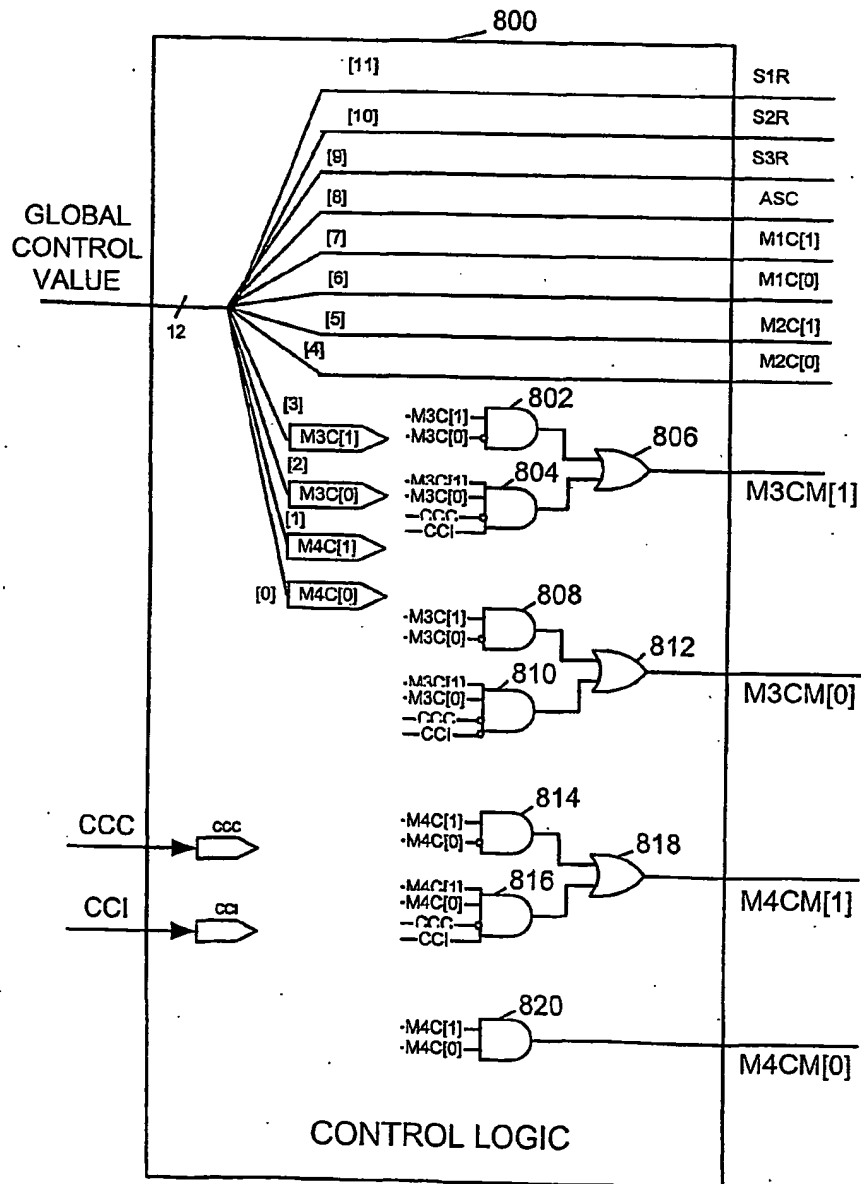 800
[11]
S1R
[10]
S2R
[9]
S3R
[8]
ASC
GLOBAL
CONTROL
VALUE
[7]
M1C[1]
[6]
M1C[0]
12
[5]
M2C[1]
[4]
M2C[0]
[3]
M3C[1]
M3C[1]
M3C[0]
802
806
[2]
M3C[0]
M3C[1]
M3C[0]
CCC
CCI
804
M3CM[1]
[1]
M4C[1]
[0]
M4C[0]
M3C[1]
M3C[0]
808
812
M3C[1]
M3C[0]
CCC
CCI
810
M3CM[0]
CCC
CCC
M4C[1]
M4C[0]
814
818
CCI
CCI
M4C[1]
M4C[0]
CCC
CCI
816
M4CM[1]
820
M4C[1]
M4C[0]
M4CM[0]
CONTROL LOGIC